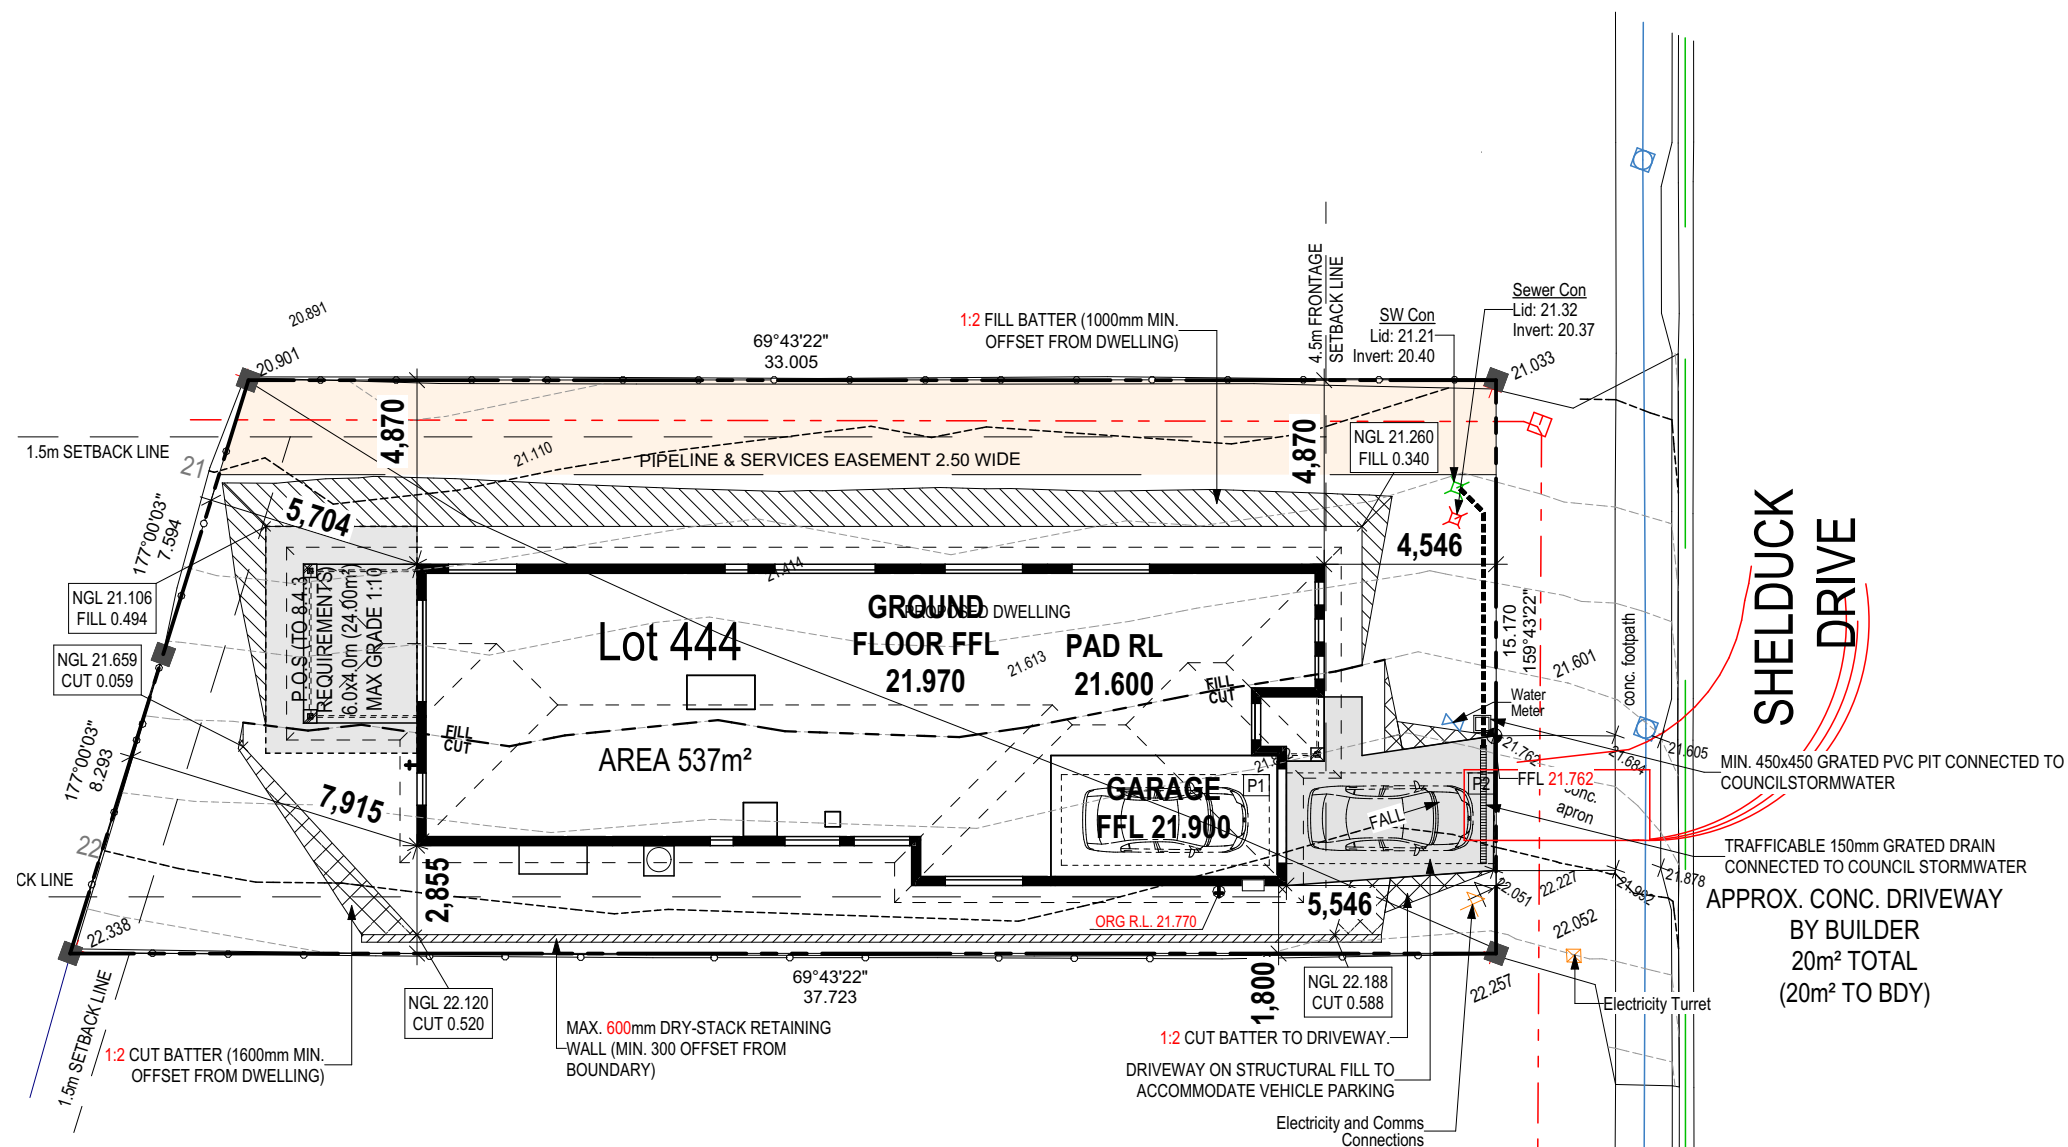 20.891
20.901
69°43'22"
33.005
1:2 FILL BATTER (1000mm MIN.
OFFSET FROM DWELLING)
4.5m FRONTAGE
SETBACK LINE
SW Con
Lid: 21.21
Invert: 20.40
Sewer Con
Lid: 21.32
Invert: 20.37
21.033
1.5m SETBACK LINE
21
4,870
21.110
PIPELINE & SERVICES EASEMENT 2.50 WIDE
4,870
NGL 21.260
FILL 0.340
177°00'03"
7.594
5,704
4,546
SHELDUCK
DRIVE
NGL 21.106
FILL 0.494
P.O.S (TO 8.4.3
REQUIREMENTS)
6.0x4.0m (24.00m²)
MAX GRADE 1:10
21.414
GROUND
FLOOR FFL
21.970
PROPOSED DWELLING
Lot 444
21.613
PAD RL
21.600
15.170
159°43'22"
21.601
conc. footpath
NGL 21.659
CUT 0.059
FILL
CUT
FILL
CUT
Water
Meter
21.762
21.684
21.605
MIN. 450x450 GRATED PVC PIT CONNECTED TO
COUNCILSTORMWATER
AREA 537m²
177°00'03"
8.293
7,915
GARAGE
FFL 21.900
P1
P2
FFL 21.762
conc.
apron
FALL
22
TRAFFICABLE 150mm GRATED DRAIN
CONNECTED TO COUNCIL STORMWATER
CK LINE
2,855
ORG R.L. 21.770
5,546
22.051
22.227
21.992
21.878
22.052
APPROX. CONC. DRIVEWAY
BY BUILDER
20m² TOTAL
(20m² TO BDY)
22.338
1.5m SETBACK LINE
NGL 22.120
CUT 0.520
69°43'22"
37.723
1,800
NGL 22.188
CUT 0.588
22.257
Electricity Turret
1:2 CUT BATTER (1600mm MIN.
OFFSET FROM DWELLING)
MAX. 600mm DRY-STACK RETAINING
WALL (MIN. 300 OFFSET FROM
BOUNDARY)
1:2 CUT BATTER TO DRIVEWAY.
DRIVEWAY ON STRUCTURAL FILL TO
ACCOMMODATE VEHICLE PARKING
Electricity and Comms
Connections